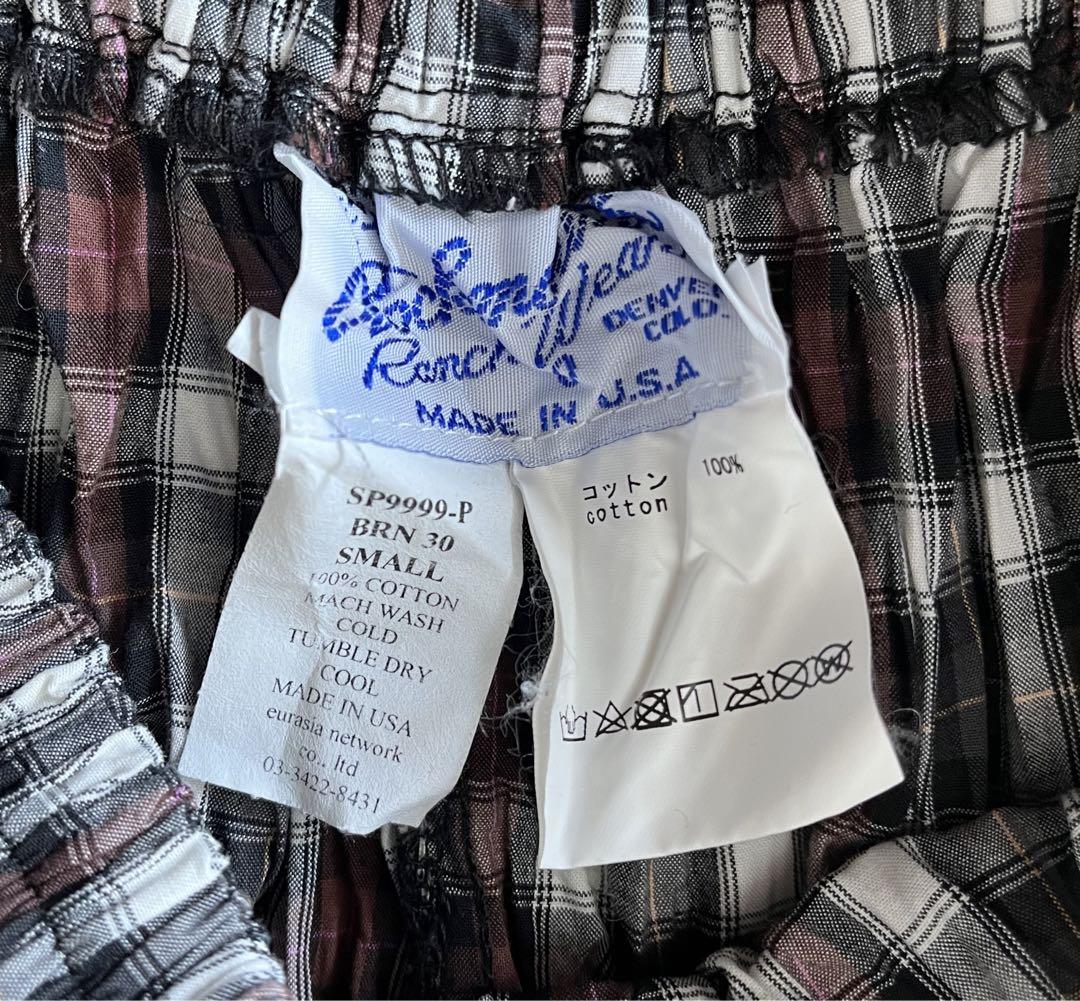 Rockmount
Ranch Wear
DENVER
COLO.
MADE IN U.S.A
SP9999-P
BRN 30
SMALL
100% COTTON
MACH WASH
COLD
TUMBLE DRY
COOL
MADE IN USA
eurasia network
co., ltd
03-3422-8431
コットン 100%
cotton